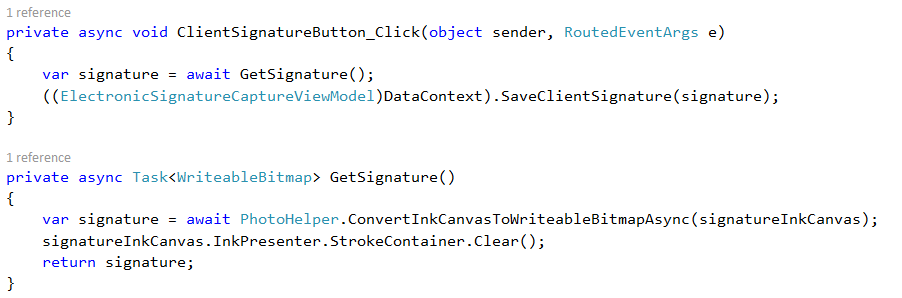 1 reference
private async void ClientSignatureButton_Click(object sender, RoutedEventArgs e)
{
    var signature = await GetSignature();
    ((ElectronicSignatureCaptureViewModel)DataContext).SaveClientSignature(signature);
}
1 reference
private async Task<WriteableBitmap> GetSignature()
{
    var signature = await PhotoHelper.ConvertInkCanvasToWriteableBitmapAsync(signatureInkCanvas);
    signatureInkCanvas.InkPresenter.StrokeContainer.Clear();
    return signature;
}